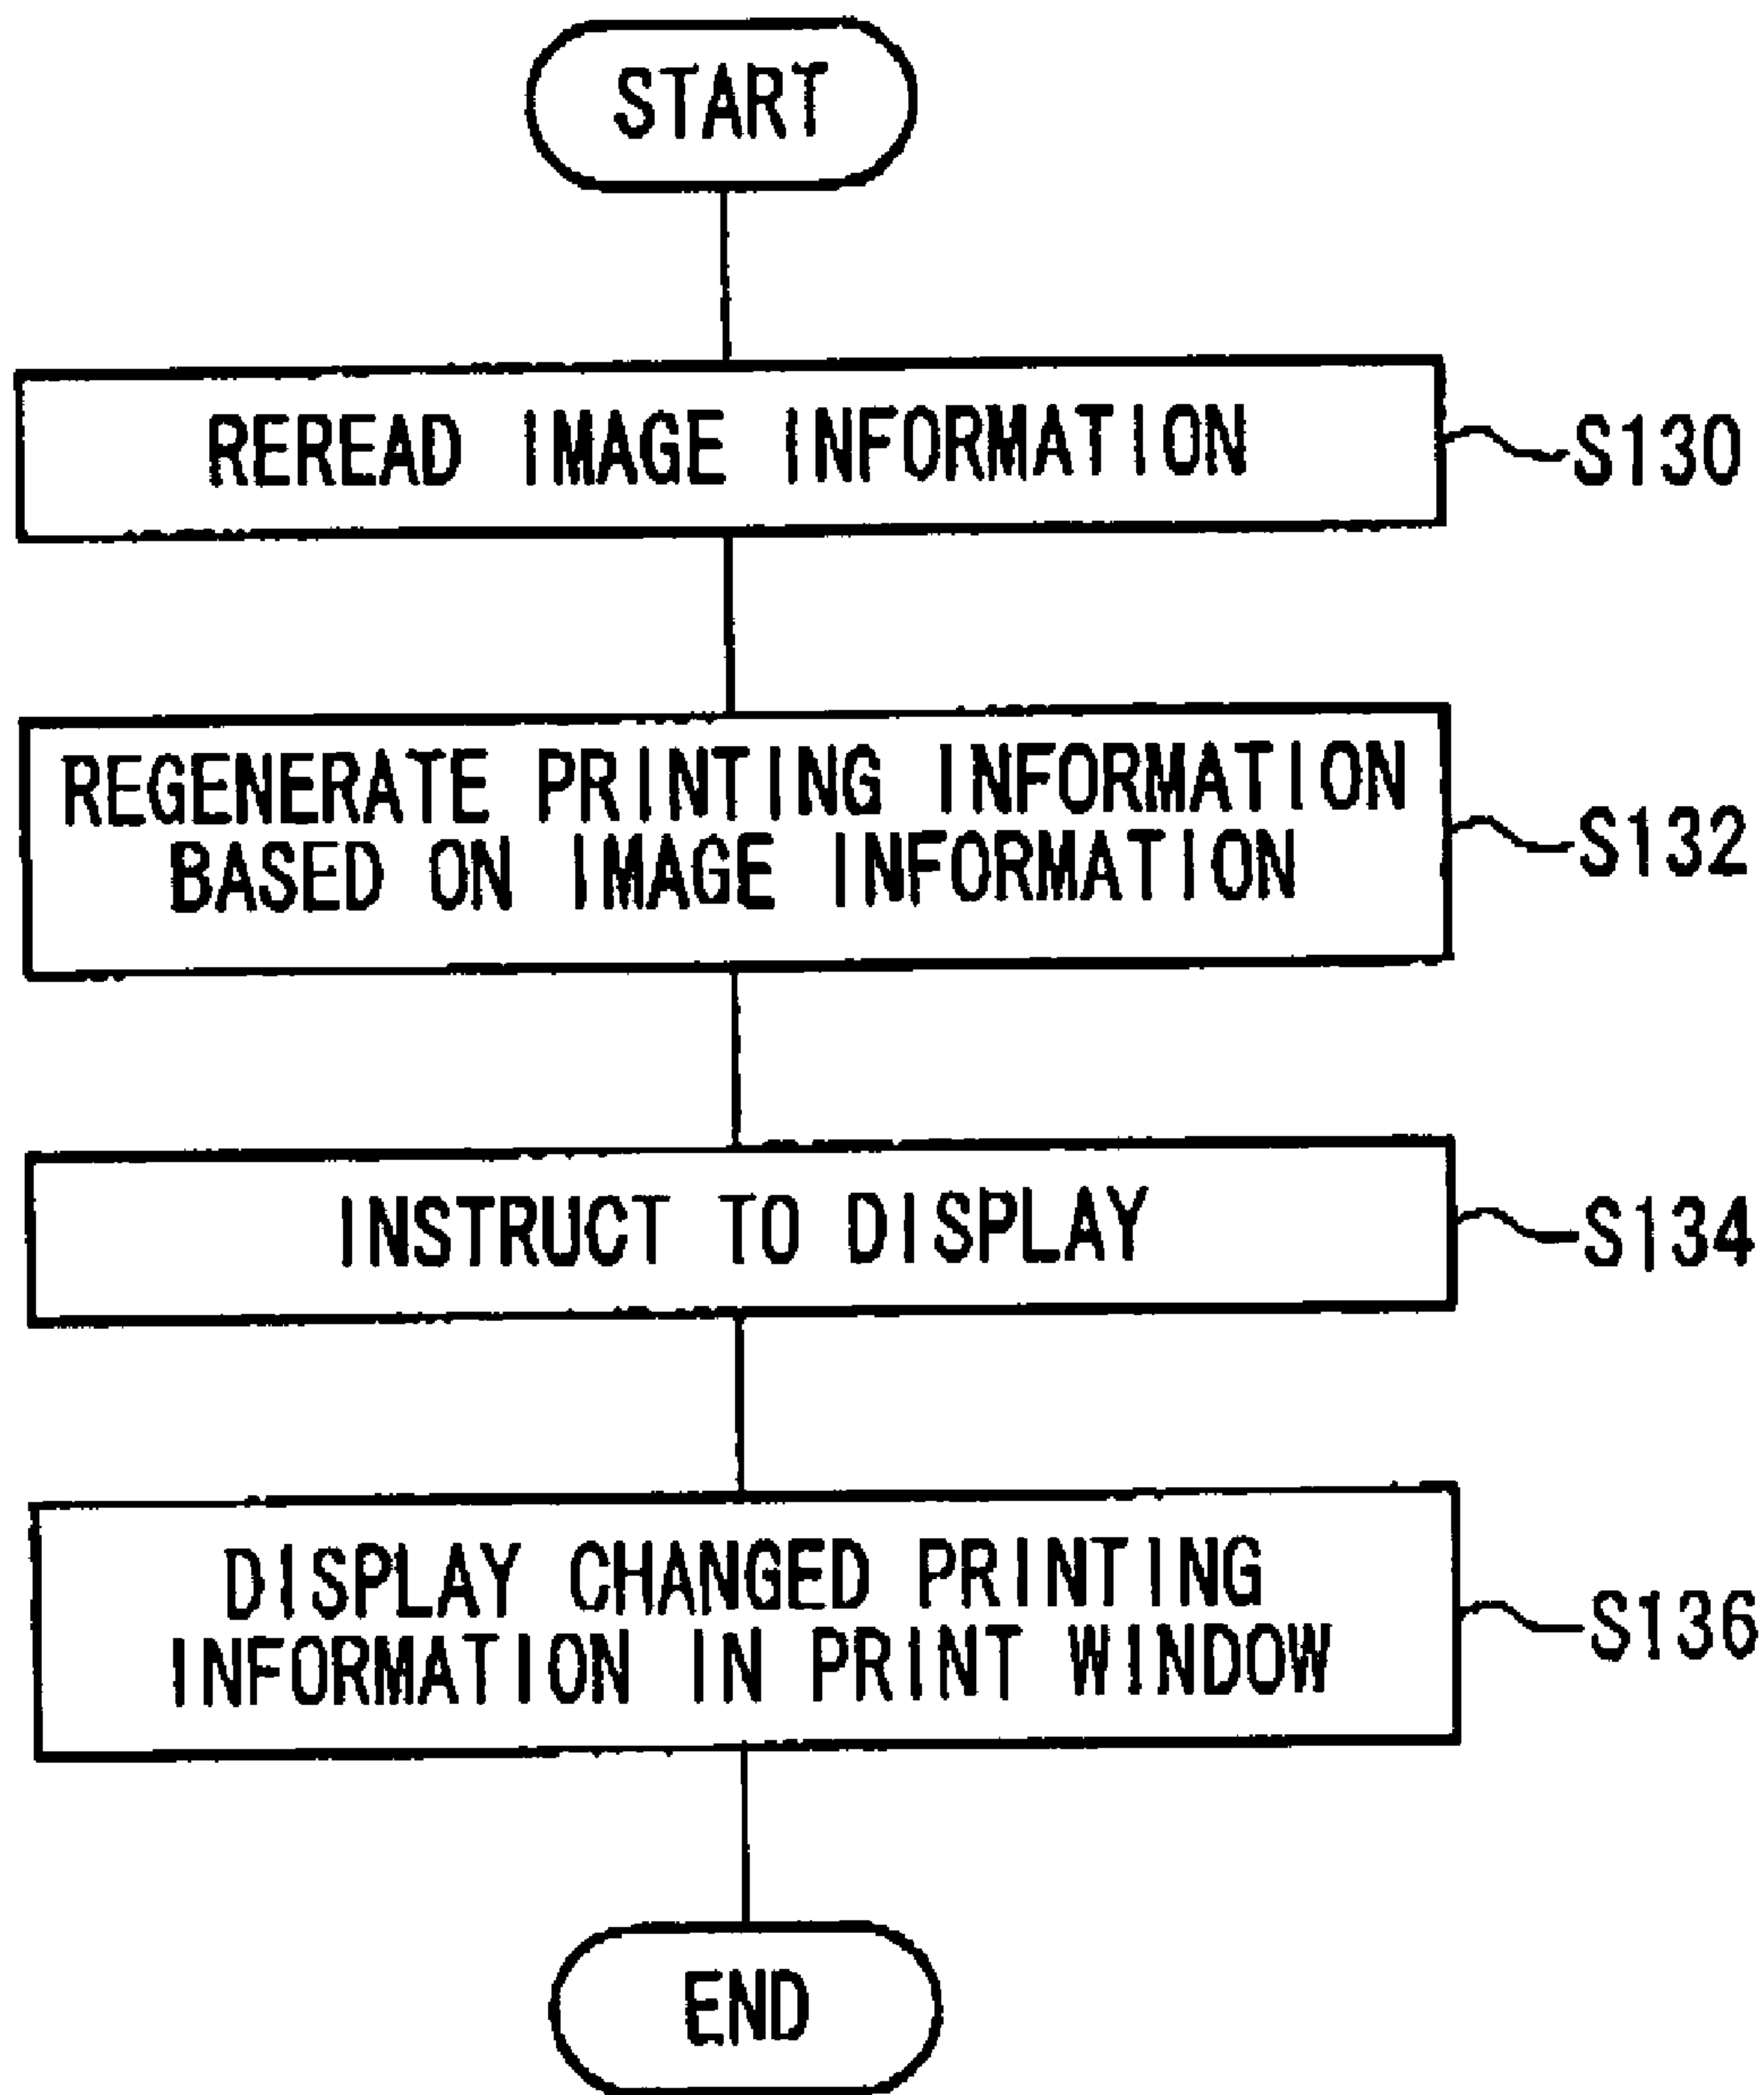 START
REREAD IMAGE INFORMATION
S130
REGENERATE PRINTING INFORMATION
BASED ON IMAGE INFORMATION
S132
INSTRUCT TO DISPLAY
S134
DISPLAY CHANGED PRINTING
INFORMATION IN PRINT WINDOW
S136
END